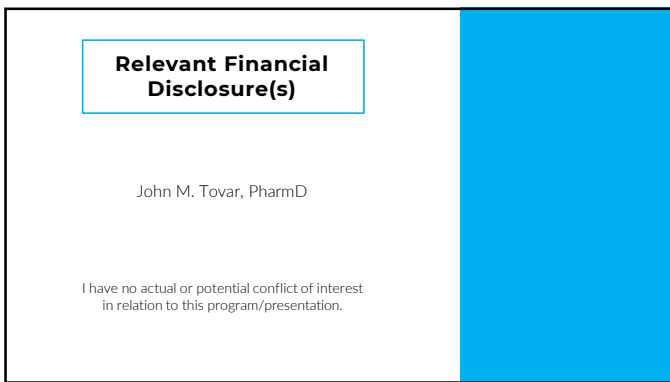 Relevant Financial
Disclosure(s)
John M. Tovar, PharmD
I have no actual or potential conflict of interest
in relation to this program/presentation.